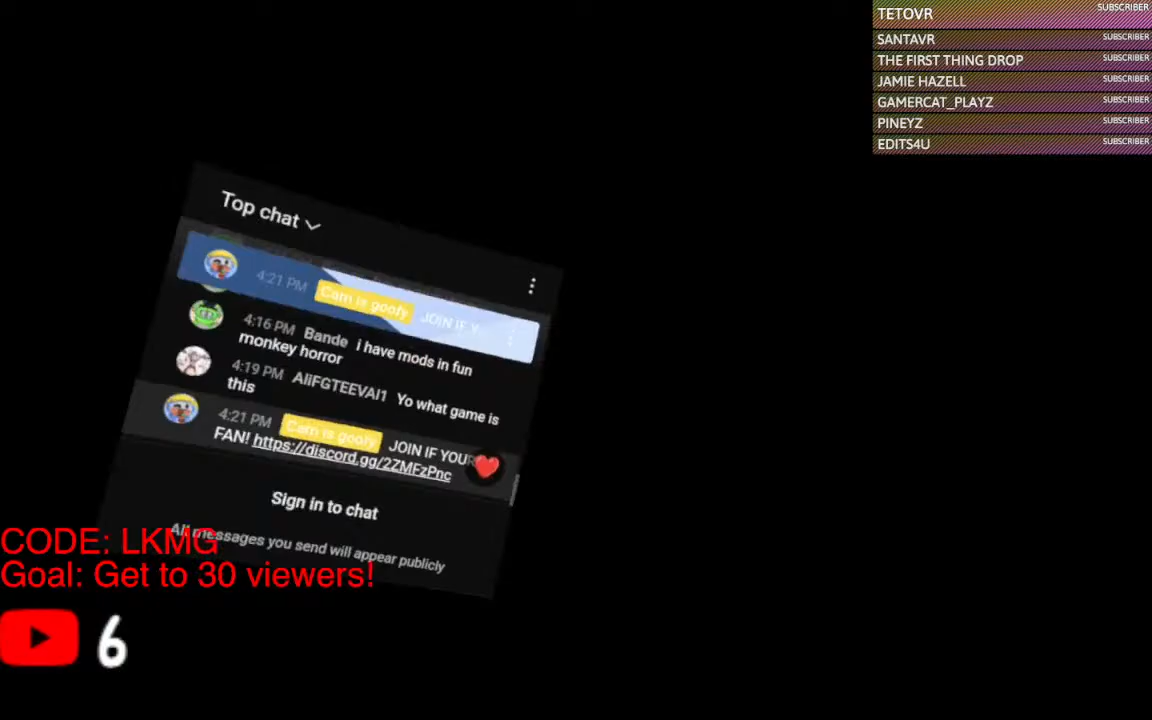 TETOVR SUBSCRIBER
SANTAVR SUBSCRIBER
THE FIRST THING DROP SUBSCRIBER
JAMIE HAZELL SUBSCRIBER
GAMERCAT_PLAYZ SUBSCRIBER
PINEYZ SUBSCRIBER
EDITS4U SUBSCRIBER
Top chat
4:21 PM Cam is goofy JOIN IF Y
4:16 PM Bande i have mods in fun
monkey horror
4:19 PM AliFGTEEVAI1 Yo what game is
this
4:21 PM Cam is goofy JOIN IF YOUR
FAN! https://discord.gg/2ZMFzPnc
Sign in to chat
All messages you send will appear publicly
CODE: LKMG
Goal: Get to 30 viewers!
6